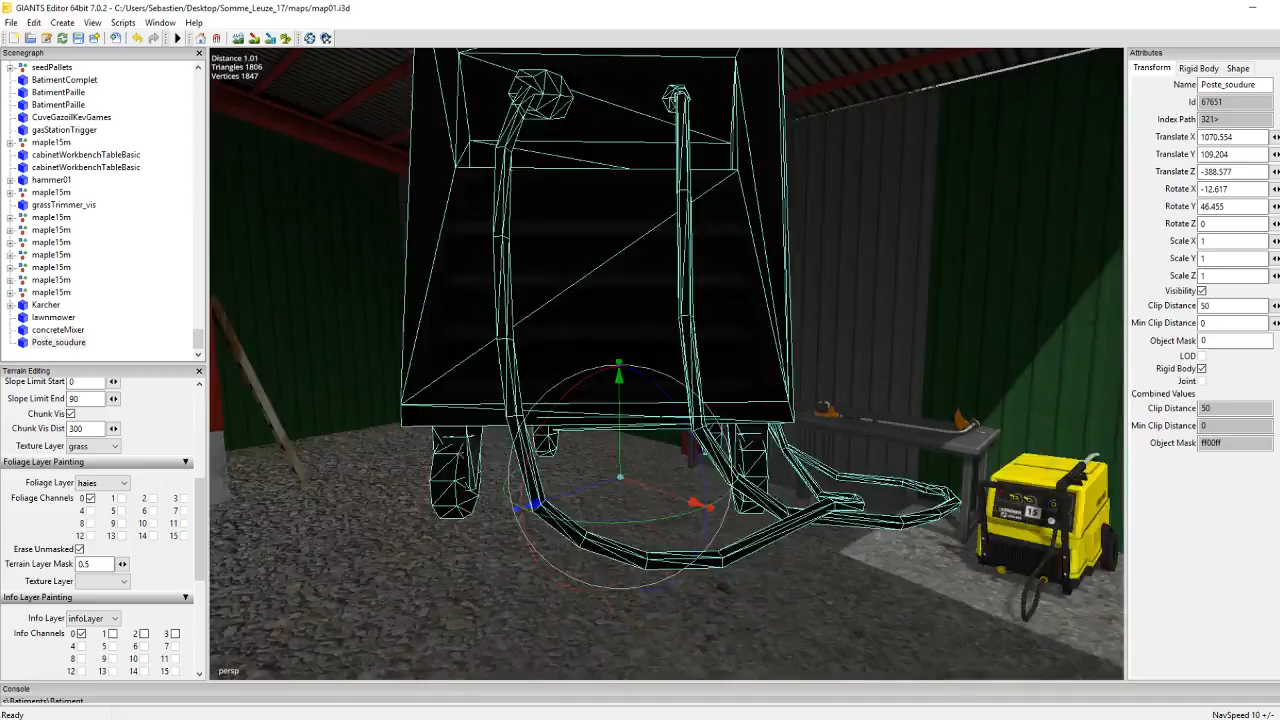 GIANTS Editor 64bit v7.0.2 - C:/Users/Sebastien/Desktop/Somme_Leuze_17/maps/map01.i3d
File Edit Create View Scripts Window Help
Scenegraph
seedPallets
BatimentComplet
BatimentPaille
BatimentPaille
CuveGazoilKevGames
gasStationTrigger
maple15m
cabinetWorkbenchTableBasic
cabinetWorkbenchTableBasic
hammer01
maple15m
grassTrimmer_vis
maple15m
maple15m
maple15m
maple15m
maple15m
maple15m
maple15m
Karcher
lawnmower
concreteMixer
Poste_soudure
Terrain Editing
Slope Limit Start 0
Slope Limit End 90
Chunk Vis
Chunk Vis Dist 300
Texture Layer grass
Foliage Layer Painting
Foliage Layer haies
Foliage Channels 0 1 2 3
4 5 6 7
8 9 10 11
12 13 14 15
Erase Unmasked
Terrain Layer Mask 0.5
Texture Layer
Info Layer Painting
Info Layer infoLayer
Info Channels 0 1 2 3
4 5 6 7
8 9 10 11
12 13 14 15
Distance 1.01
Triangles 1806
Vertices 1847
15
persp
Attributes
Transform Rigid Body Shape
Name Poste_soudure
Id 67651
Index Path 321>
Translate X 1070.554
Translate Y 109.204
Translate Z -388.577
Rotate X -12.617
Rotate Y 46.455
Rotate Z 0
Scale X 1
Scale Y 1
Scale Z 1
Visibility
Clip Distance 50
Min Clip Distance 0
Object Mask 0
LOD
Rigid Body
Joint
Combined Values
Clip Distance 50
Min Clip Distance 0
Object Mask ff00ff
Console
s\Batiments\Batiment
Ready
NavSpeed 10 +/-